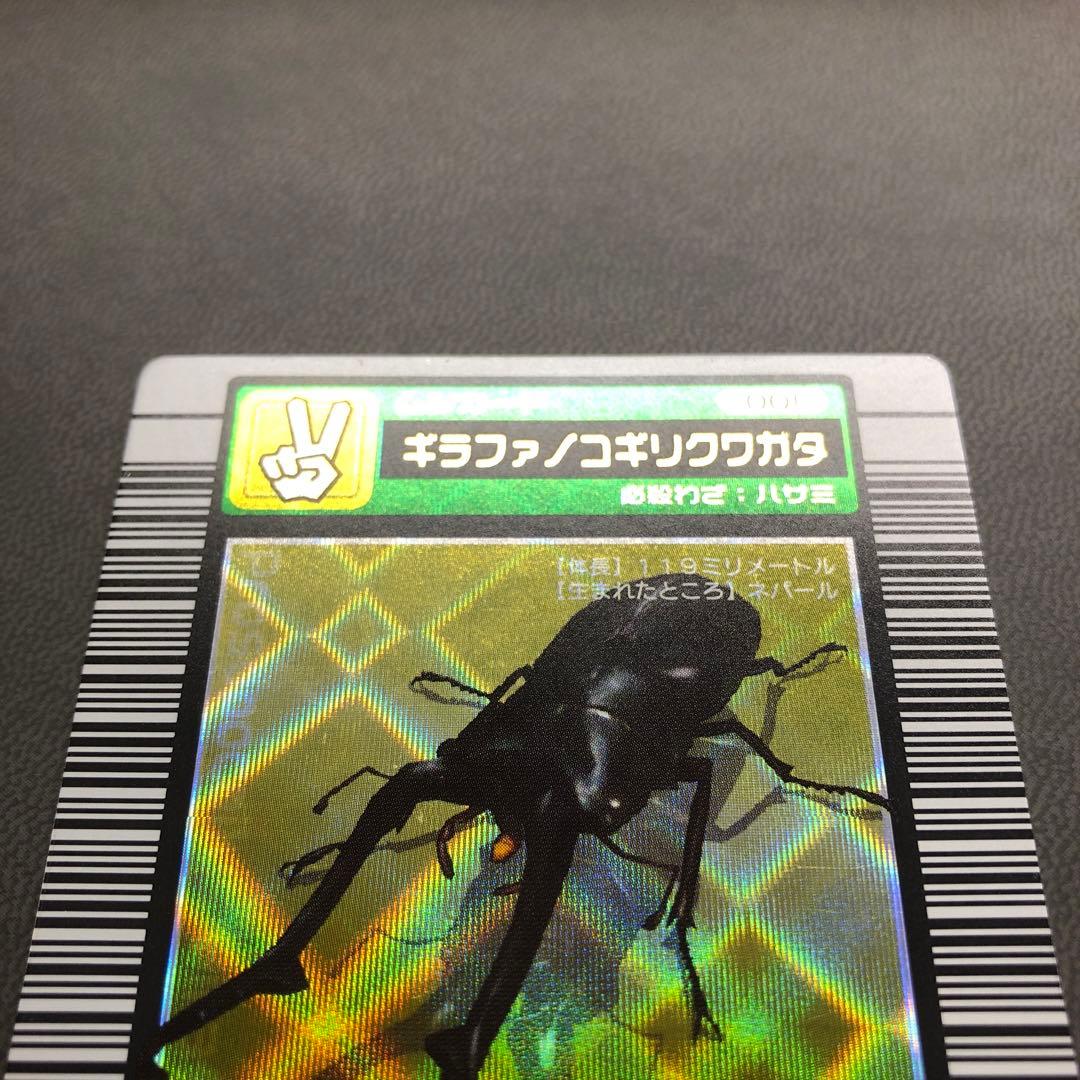 001
ギラファノコギリクワガタ
必殺わざ：ハサミ
【体長】119ミリメートル
【生まれたところ】ネパール